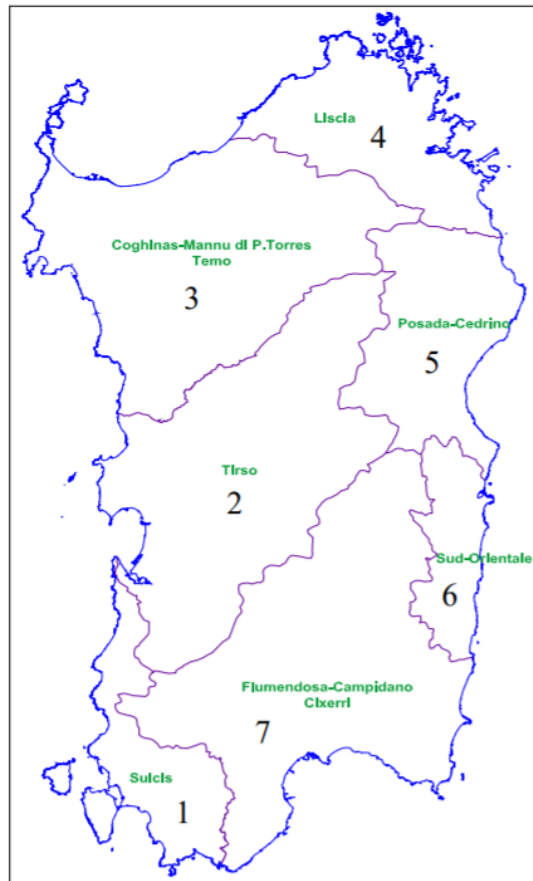 Liscia
4
Coghinas-Mannu di P.Torres
Temo
3
Posada-Cedrino
5
Tirso
2
Sud-Orientale
6
Flumendosa-Campidano
Cixerri
7
Sulcis
1